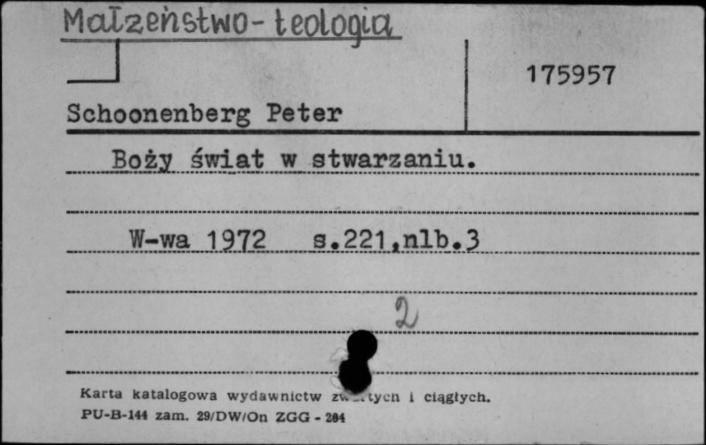 Małzeństwo - teologia
175957
Schoonenberg Peter
Boży świat w stwarzaniu.
W-wa 1972 s.221,nlb.3
2
Karta katalogowa wydawnictw i ciągłych.
PU-B-144 zam. 29/DW/On ZGG - 284